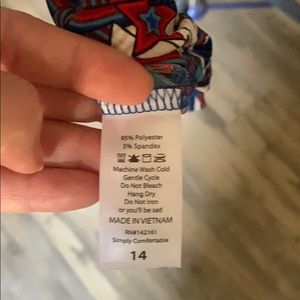 95% Polyester
5% Spandex
Machine Wash Cold
Gentle Cycle
Do Not Bleach
Hang Dry
Do Not Iron
or you'll be sad
MADE IN VIETNAM
RN#142161
Simply Comfortable
14